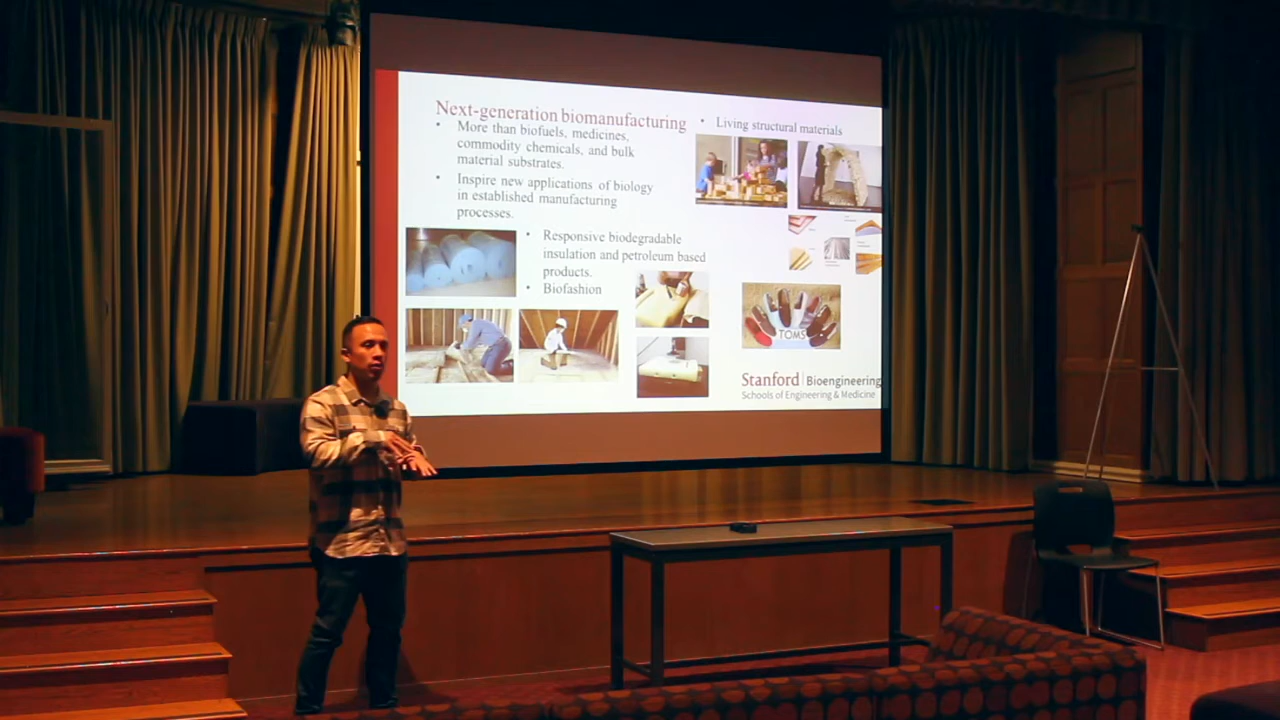 Next-generation biomanufacturing
• More than biofuels, medicines,
commodity chemicals, and bulk
material substrates.
• Inspire new applications of biology
in established manufacturing
processes.
• Responsive biodegradable
insulation and petroleum based
products.
• Biofashion
• Living structural materials
TOMS
Stanford | Bioengineering
Schools of Engineering & Medicine